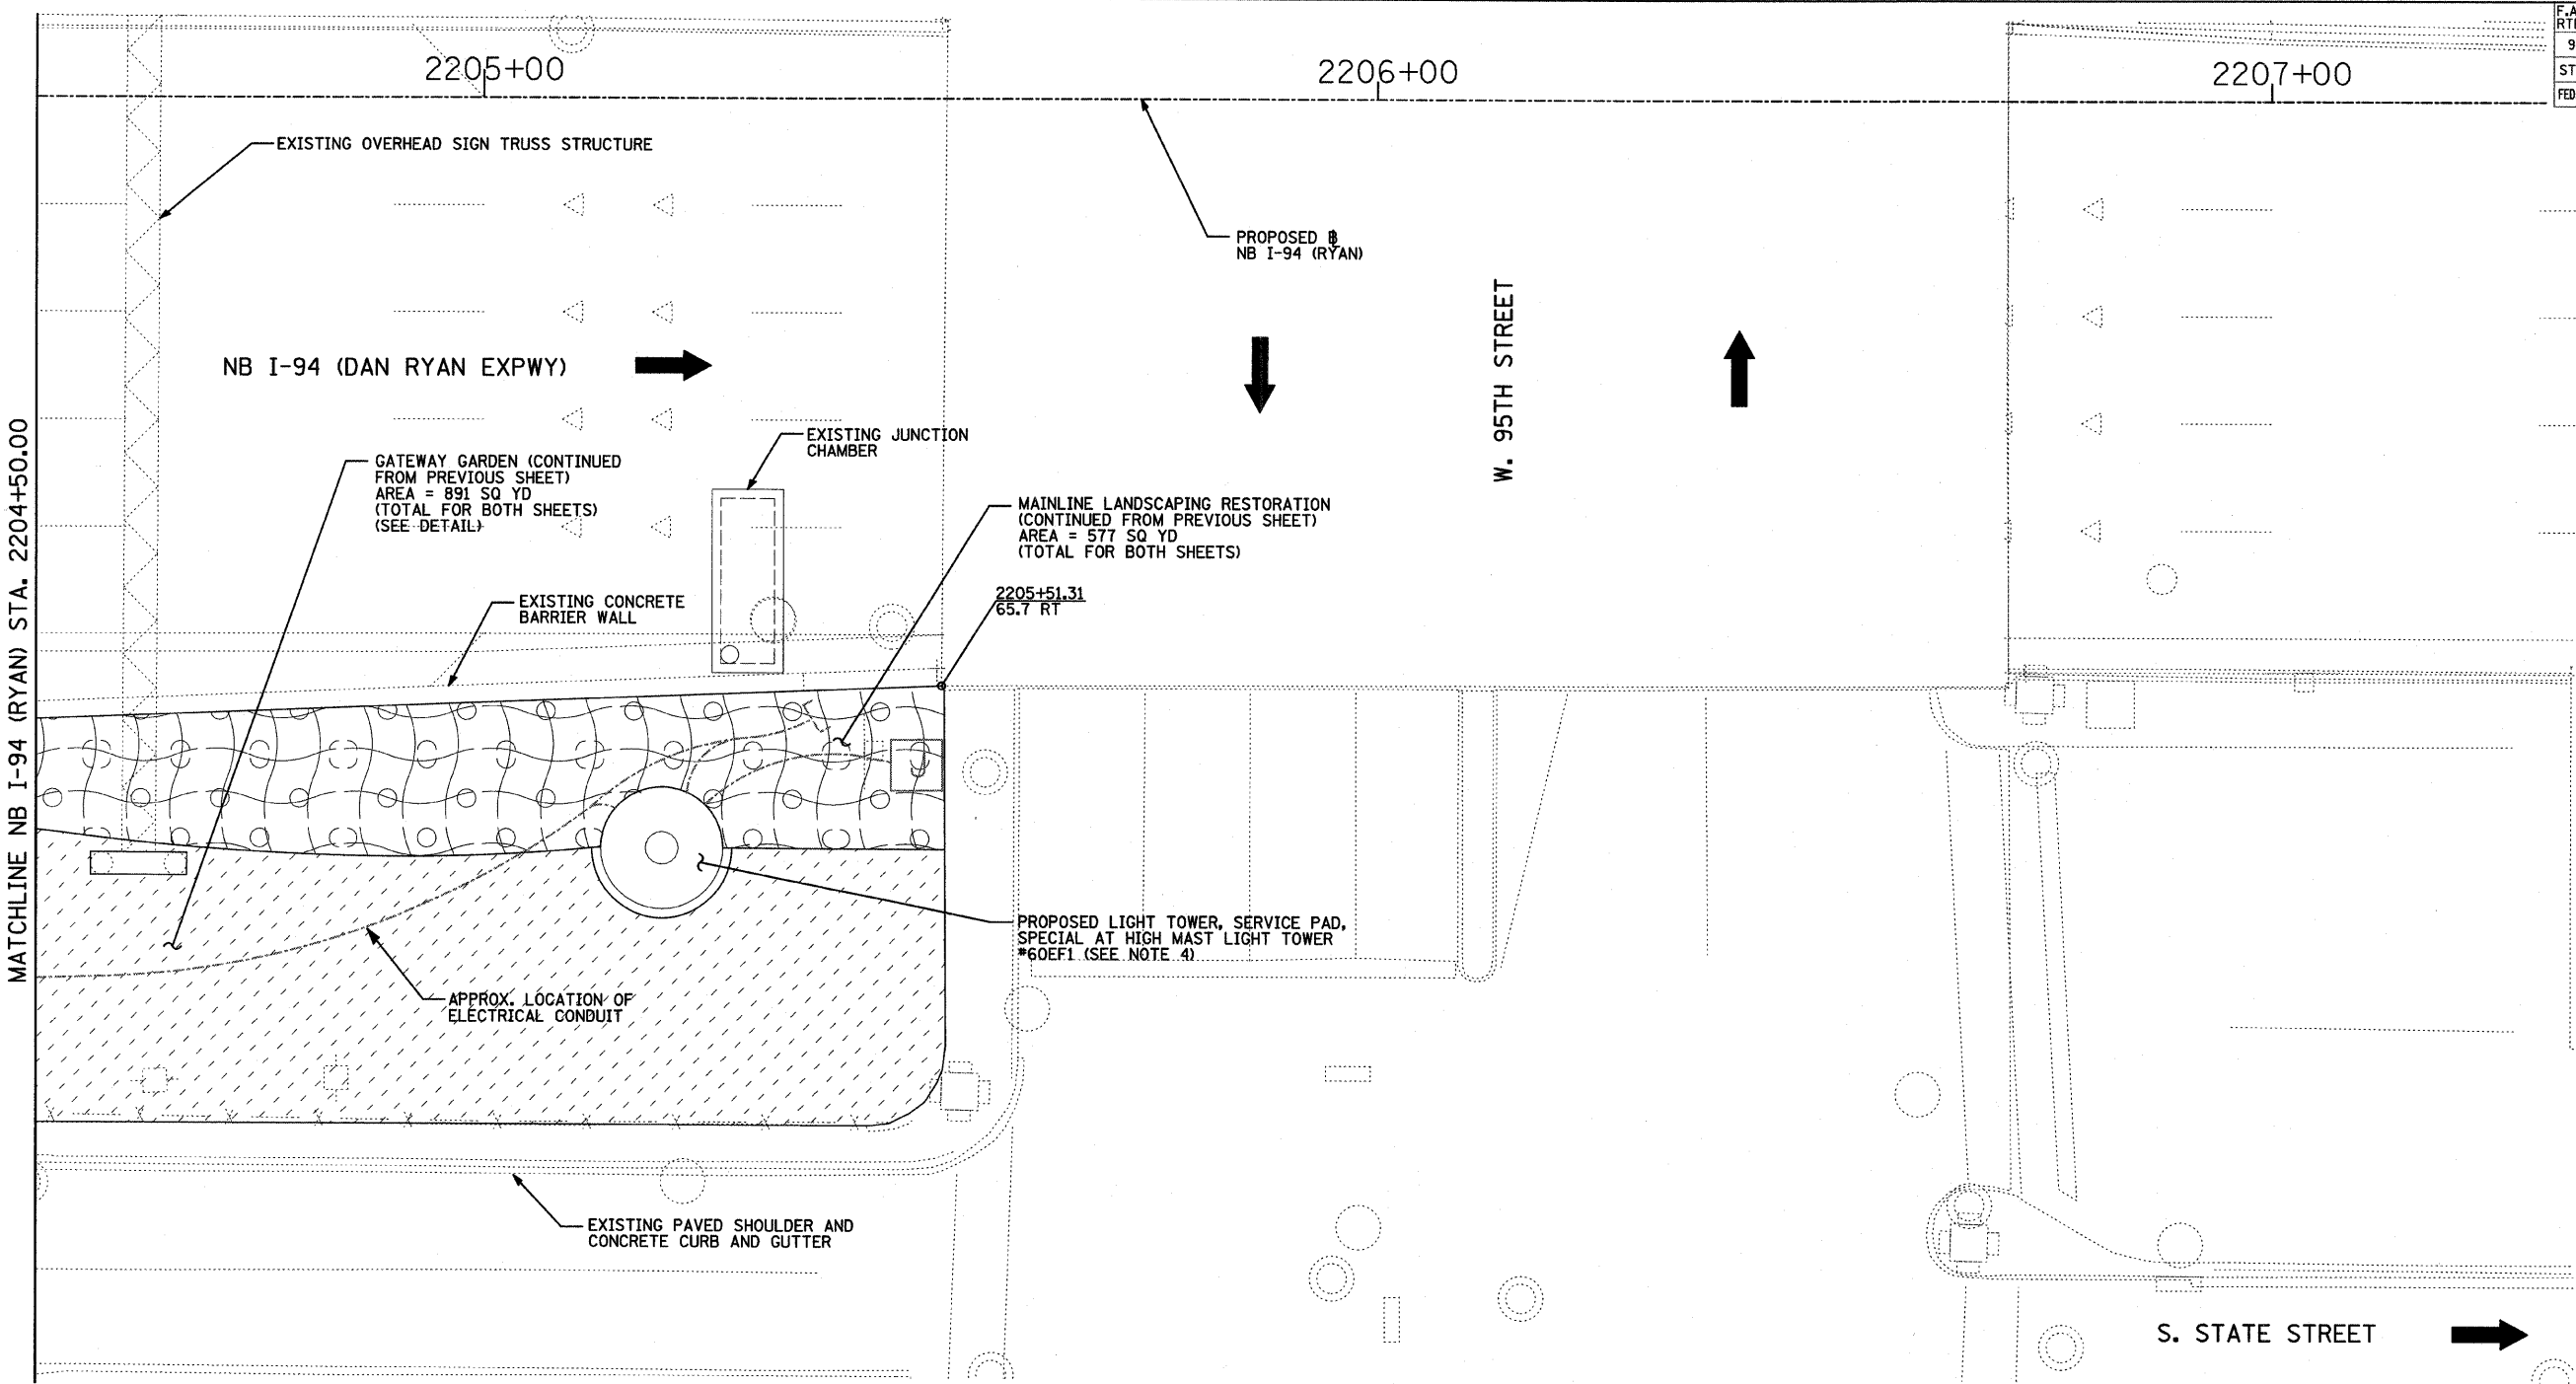 F.A
RTE
9
ST
FED
2205+00
2206+00
2207+00
EXISTING OVERHEAD SIGN TRUSS STRUCTURE
PROPOSED
NB I-94 (RYAN)
W. 95TH STREET
NB I-94 (DAN RYAN EXPWY)
MATCHLINE NB I-94 (RYAN) STA. 2204+50.00
EXISTING JUNCTION
CHAMBER
GATEWAY GARDEN (CONTINUED
FROM PREVIOUS SHEET)
AREA = 891 SQ YD
(TOTAL FOR BOTH SHEETS)
(SEE DETAIL)
MAINLINE LANDSCAPING RESTORATION
(CONTINUED FROM PREVIOUS SHEET)
AREA = 577 SQ YD
(TOTAL FOR BOTH SHEETS)
EXISTING CONCRETE
BARRIER WALL
2205+51.31
65.7 RT
PROPOSED LIGHT TOWER, SERVICE PAD,
SPECIAL AT HIGH MAST LIGHT TOWER
#60EF1 (SEE NOTE 4)
APPROX. LOCATION OF
ELECTRICAL CONDUIT
EXISTING PAVED SHOULDER AND
CONCRETE CURB AND GUTTER
S. STATE STREET